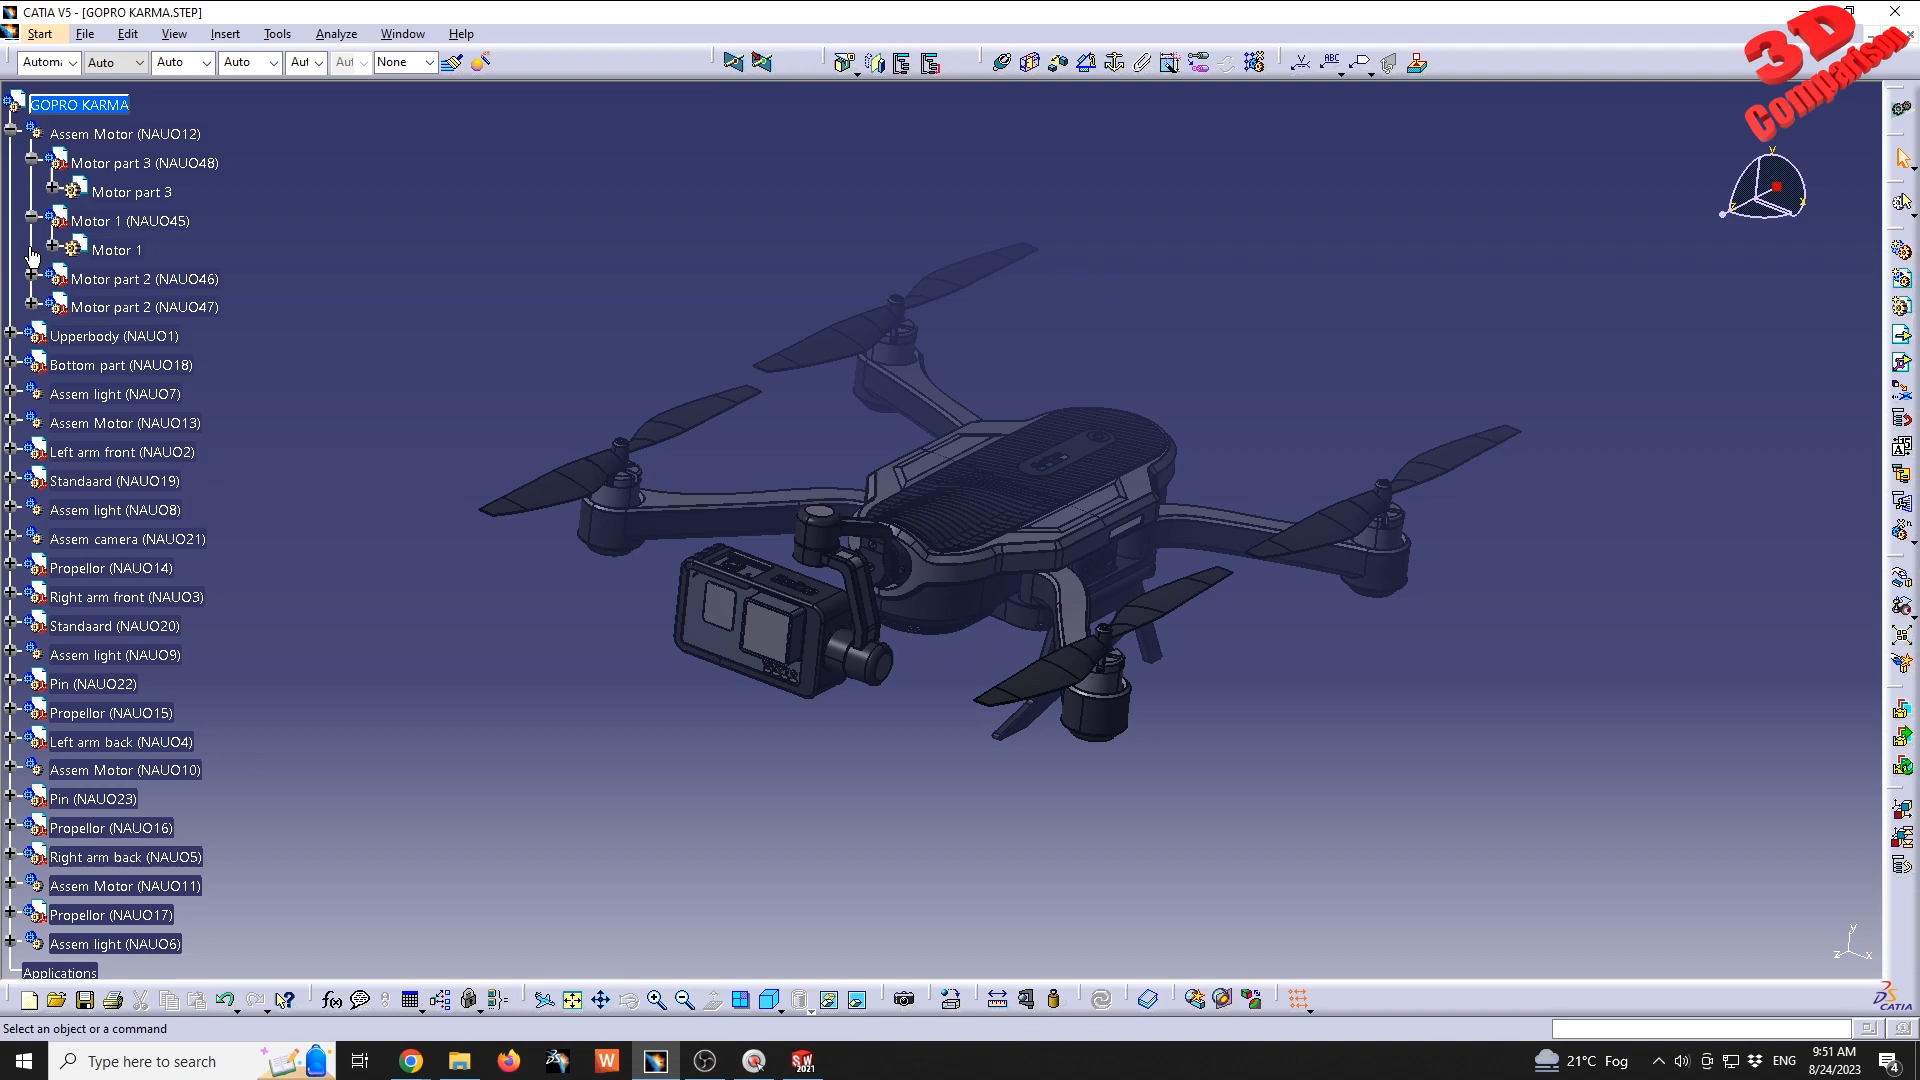 CATIA V5 - [GOPRO KARMA.STEP]
Start File Edit View Insert Tools Analyze Window Help
Auto Auto Auto None
3D
Comparison
GOPRO KARMA
Assem Motor (NAUO12)
Motor part 3 (NAUO48)
Motor part 3
Motor 1 (NAUO45)
Motor 1
Motor part 2 (NAUO46)
Motor part 2 (NAUO47)
Upperbody (NAUO1)
Bottom part (NAUO18)
Assem light (NAUO7)
Assem Motor (NAUO13)
Left arm front (NAUO2)
Standaard (NAUO19)
Assem light (NAUO8)
Assem camera (NAUO21)
Propellor (NAUO14)
Right arm front (NAUO3)
Standaard (NAUO20)
Assem light (NAUO9)
Pin (NAUO22)
Propellor (NAUO15)
Left arm back (NAUO4)
Assem Motor (NAUO10)
Pin (NAUO23)
Propellor (NAUO16)
Right arm back (NAUO5)
Assem Motor (NAUO11)
Propellor (NAUO17)
Assem light (NAUO6)
Applications
y
z x
CATIA
Select an object or a command
Type here to search
21°C Fog
ENG
9:51 AM
8/24/2023
4